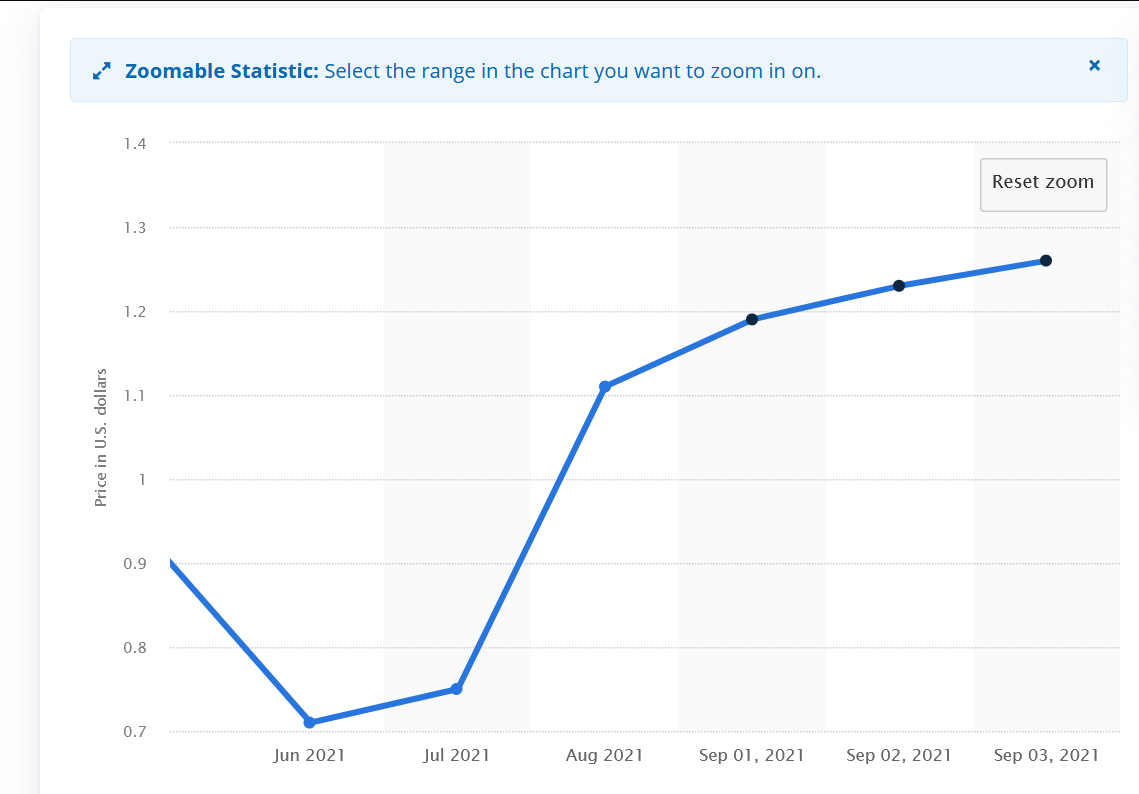 Zoomable Statistic: Select the range in the chart you want to zoom in on.
×
1.4
Reset zoom
1.3
1.2
1.1
1
0.9
0.8
0.7
Price in U.S. dollars
Jun 2021 Jul 2021 Aug 2021 Sep 01, 2021 Sep 02, 2021 Sep 03, 2021